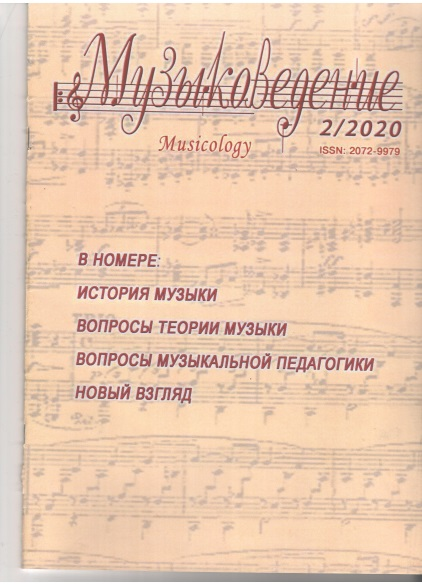 Музыковедение
2/2020
Musicology
ISSN: 2072-9979
В НОМЕРЕ:
ИСТОРИЯ МУЗЫКИ
ВОПРОСЫ ТЕОРИИ МУЗЫКИ
ВОПРОСЫ МУЗЫКАЛЬНОЙ ПЕДАГОГИКИ
НОВЫЙ ВЗГЛЯД